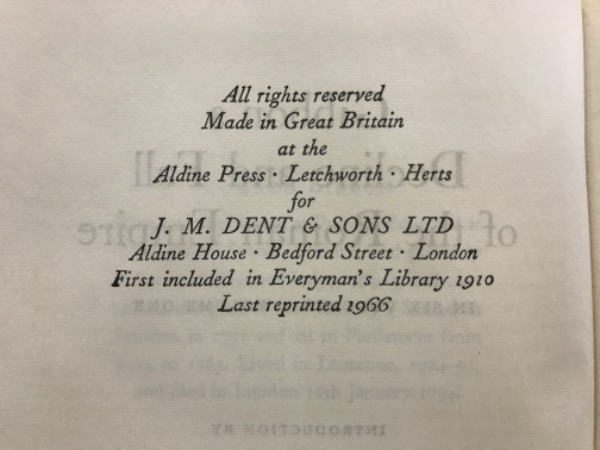 All rights reserved
Made in Great Britain
at the
Aldine Press · Letchworth · Herts
for
J. M. DENT & SONS LTD
Aldine House · Bedford Street · London
First included in Everyman's Library 1910
Last reprinted 1966